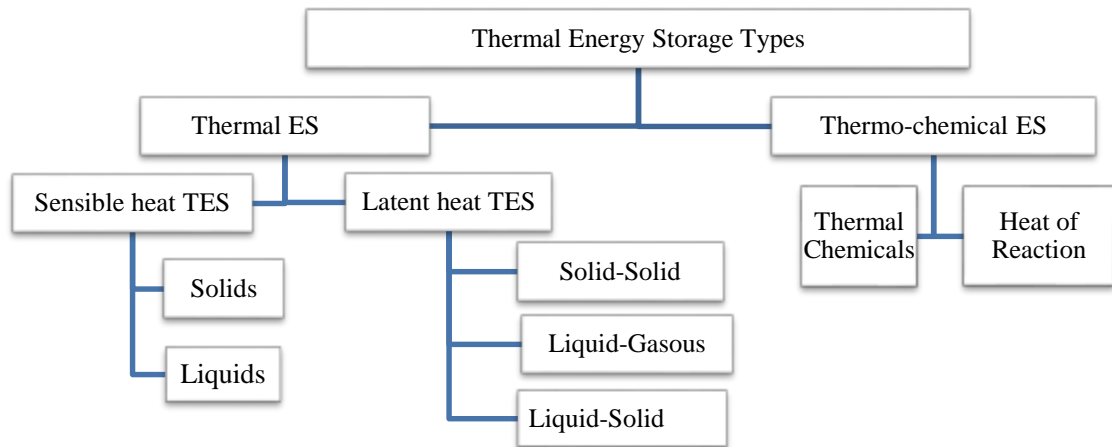 Thermal Energy Storage Types
Thermal ES
Thermo-chemical ES
Sensible heat TES
Latent heat TES
Thermal
Chemicals
Heat of
Reaction
Solids
Liquids
Solid-Solid
Liquid-Gasous
Liquid-Solid